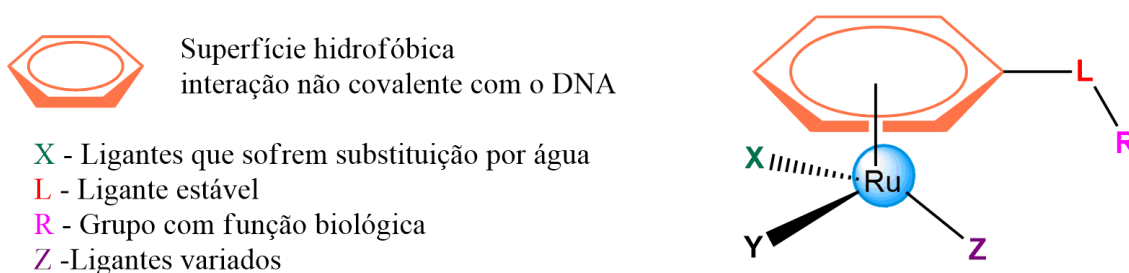 Superfície hidrofóbica
interação não covalente com o DNA
X - Ligantes que sofrem substituição por água
L - Ligante estável
R - Grupo com função biológica
Z -Ligantes variados
L
R
X
Ru
Y
Z